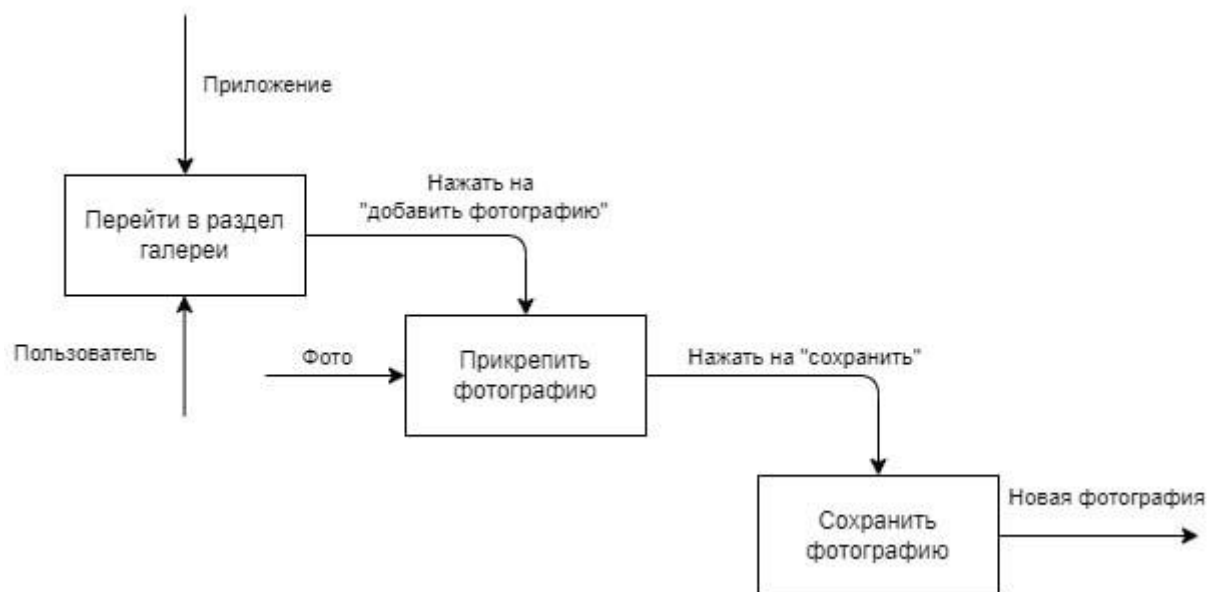 Приложение
Перейти в раздел
галереи
Нажать на
"добавить фотографию"
Пользователь
Фото
Прикрепить
фотографию
Нажать на "сохранить"
Сохранить
фотографию
Новая фотография